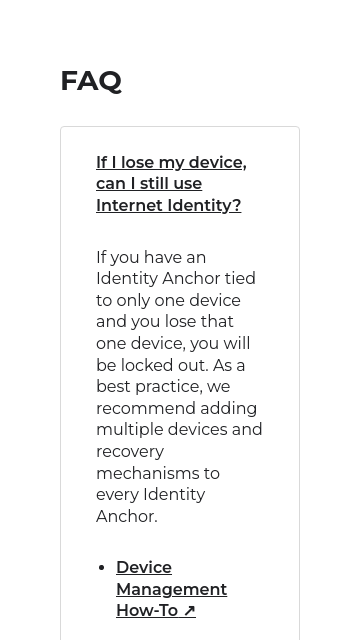 FAQ
If I lose my device,
can I still use
Internet Identity?
If you have an
Identity Anchor tied
to only one device
and you lose that
one device, you will
be locked out. As a
best practice, we
recommend adding
multiple devices and
recovery
mechanisms to
every Identity
Anchor.
• Device
Management
How-To ↗